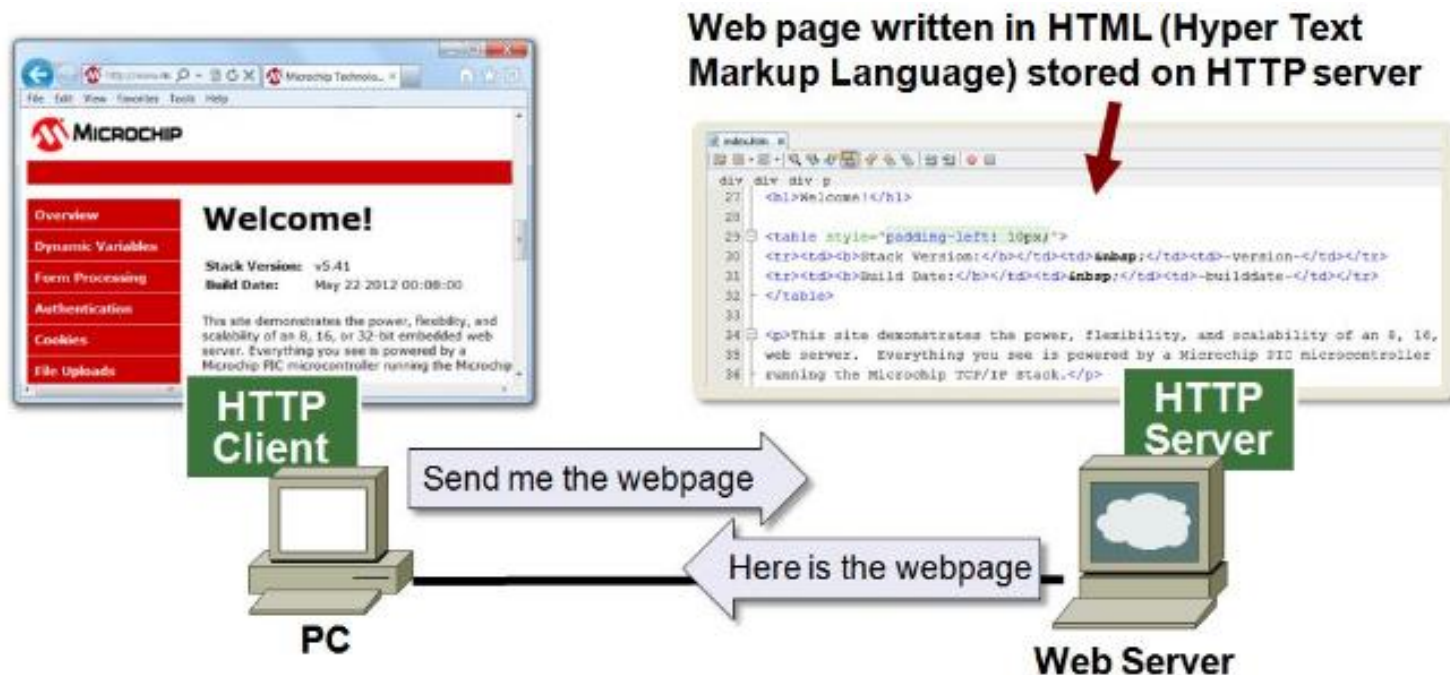 Web page written in HTML (Hyper Text
Markup Language) stored on HTTP server
Microchip Technolo...
File Edit View Favorites Tools Help
MICROCHIP
Overview
Dynamic Variables
Form Processing
Authentication
Cookies
File Uploads
Welcome!
Stack Version: v5.41
Build Date: May 22 2012 00:08:00
This site demonstrates the power, flexibility, and
scalability of an 8, 16, or 32-bit embedded web
server. Everything you see is powered by a
Microchip PIC microcontroller running the Microchip
index.htm
div div div p
27 <h1>Welcome!</h1>
28
29 <table style="padding-left: 10px;">
30 <tr><td><b>Stack Version:</b></td><td>&nbsp;</td><td>~version~</td></tr>
31 <tr><td><b>Build Date:</b></td><td>&nbsp;</td><td>~builddate~</td></tr>
32 </table>
33
34 <p>This site demonstrates the power, flexibility, and scalability of an 8, 16,
35 web server. Everything you see is powered by a Microchip PIC microcontroller
36 running the Microchip TCP/IP Stack.</p>
HTTP
Client
HTTP
Server
Send me the webpage
Here is the webpage
PC
Web Server